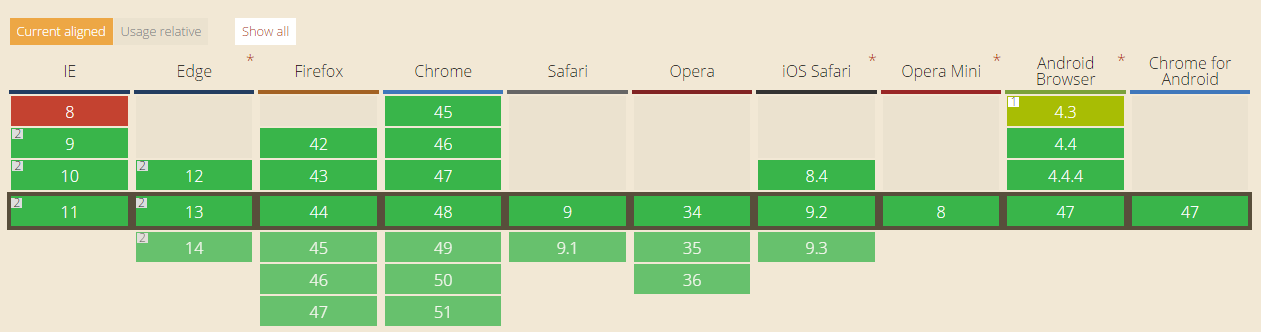 Current aligned Usage relative Show all
IE Edge * Firefox Chrome Safari Opera iOS Safari * Opera Mini * Android Browser * Chrome for Android
8 45 1 4.3
2 9 42 46 4.4
2 10 2 12 43 47 8.4 4.4.4
2 11 2 13 44 48 9 34 9.2 8 47 47
2 14 45 49 9.1 35 9.3
46 50 36
47 51